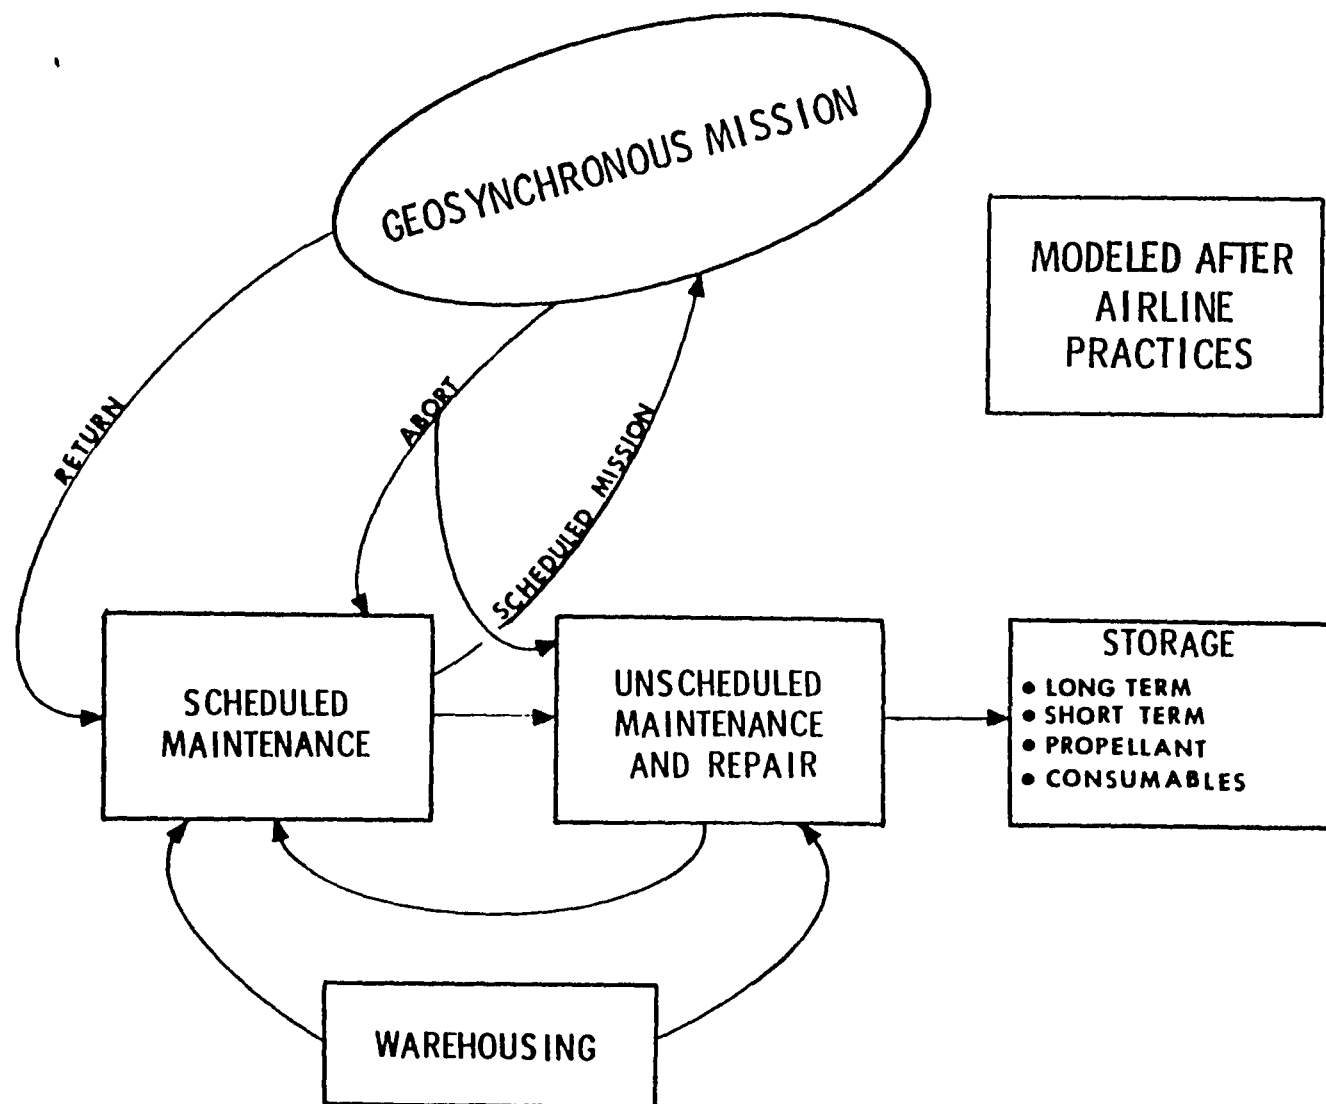 GEOSYNCHRONOUS MISSION
MODELED AFTER
AIRLINE
PRACTICES
RETURN
ABORT
SCHEDULED MISSION
SCHEDULED
MAINTENANCE
UNSCHEDULED
MAINTENANCE
AND REPAIR
STORAGE
• LONG TERM
• SHORT TERM
• PROPELLANT
• CONSUMABLES
WAREHOUSING